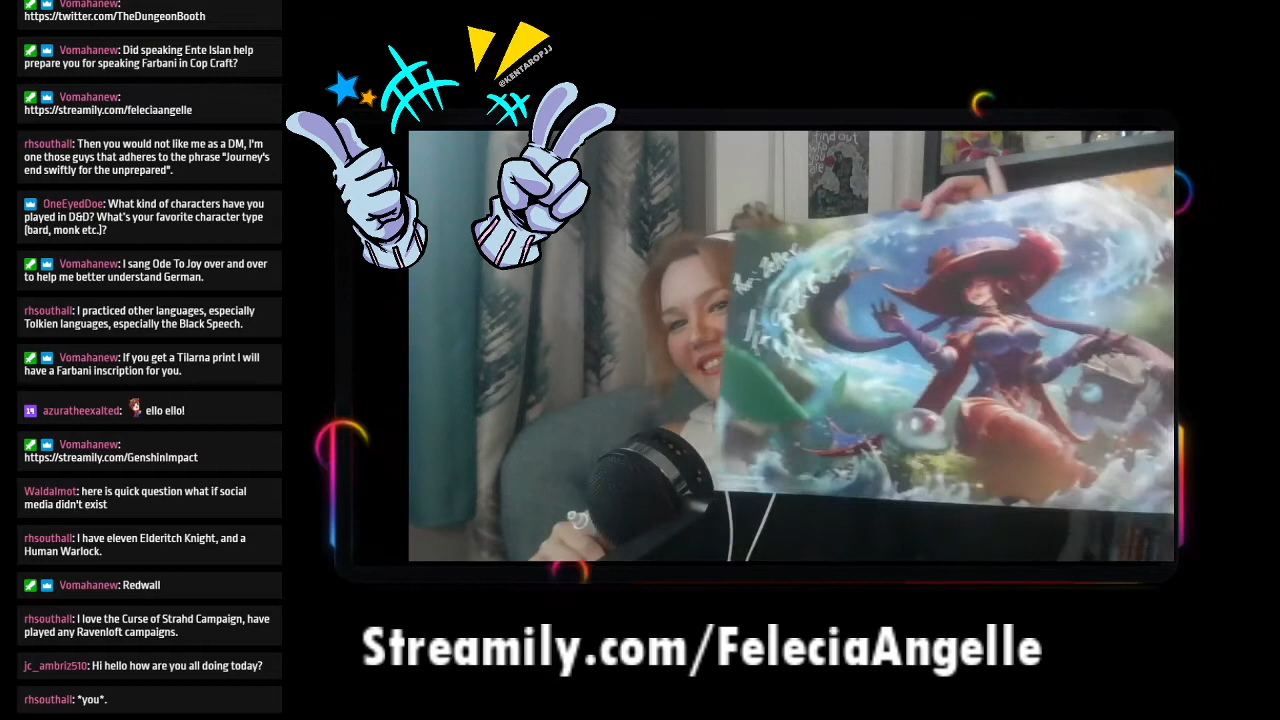 Vomahanew:
https://twitter.com/TheDungeonBooth
Vomahanew: Did speaking Ente Islan help
prepare you for speaking Farbani in Cop Craft?
Vomahanew:
https://streamily.com/feleciaangelle
rhsouthall: Then you would not like me as a DM, I'm
one those guys that adheres to the phrase "Journey's
end swiftly for the unprepared".
OneEyedDoe: What kind of characters have you
played in D&D? What's your favorite character type
(bard, monk etc.)?
Vomahanew: I sang Ode To Joy over and over
to help me better understand German.
rhsouthall: I practiced other languages, especially
Tolkien languages, especially the Black Speech.
Vomahanew: If you get a Tilarna print I will
have a Farbani inscription for you.
19 azuratheexalted: ello ello!
Vomahanew:
https://streamily.com/GenshinImpact
Waldalmot: here is quick question what if social
media didn't exist
rhsouthall: I have eleven Elderitch Knight, and a
Human Warlock.
Vomahanew: Redwall
rhsouthall: I love the Curse of Strahd Campaign, have
played any Ravenloft campaigns.
jc_ambriz510: Hi hello how are you all doing today?
rhsouthall: *you*.
@KENTAROPJJ
find out
who
you
Streamily.com/FeleciaAngelle